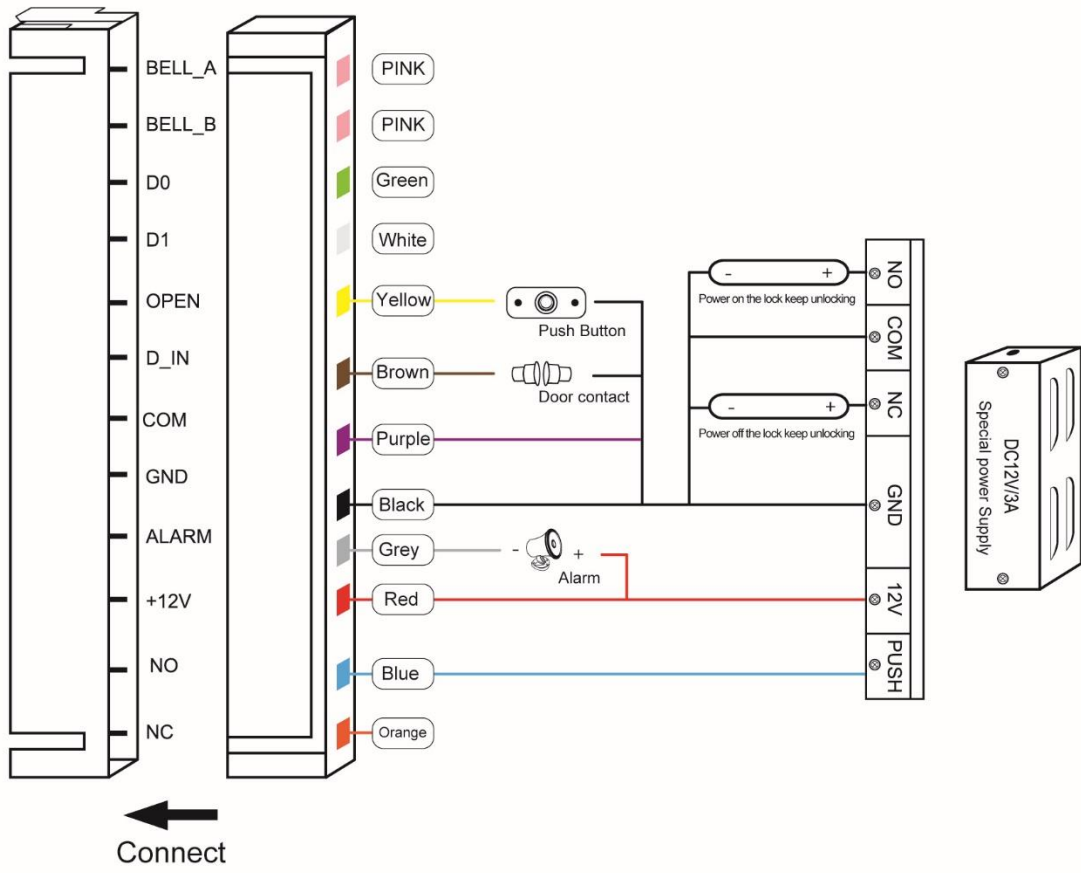 BELL_A
BELL_B
D0
D1
OPEN
D_IN
COM
GND
ALARM
+12V
NO
NC
PINK
PINK
Green
White
Yellow
Brown
Purple
Black
Grey
Red
Blue
Orange
Push Button
Door contact
- +
Alarm
- +
Power on the lock keep unlocking
- +
Power off the lock keep unlocking
NO
COM
NC
GND
12V
PUSH
DC12V/3A
Special power Supply
Connect